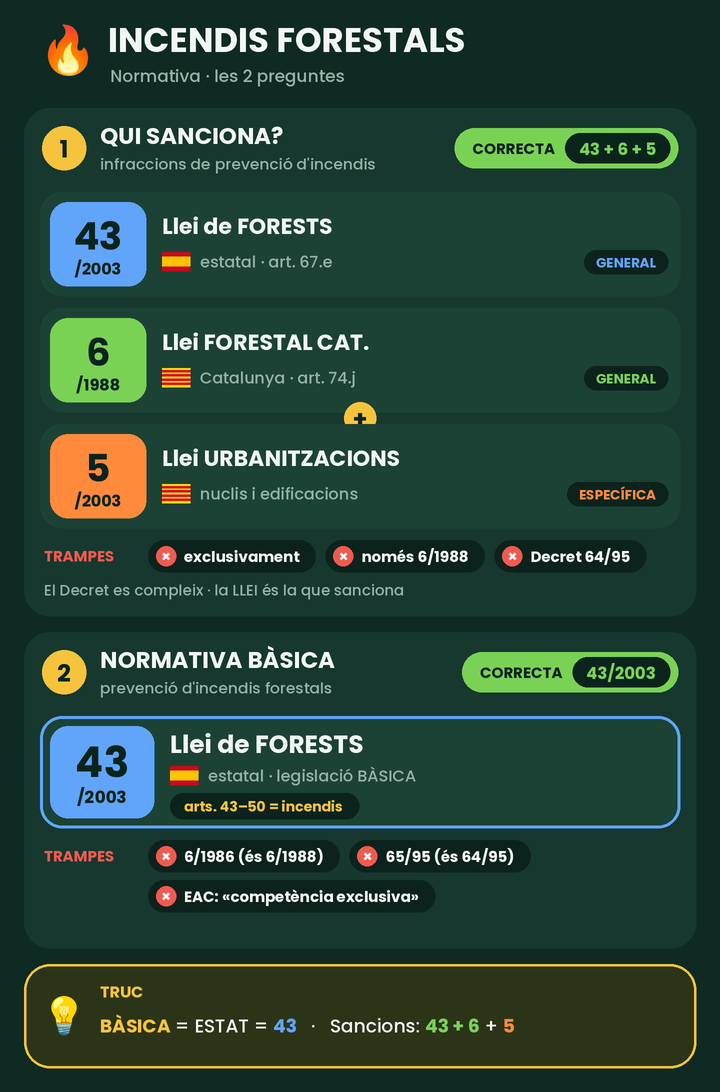 INCENDIS FORESTALS
Normativa · les 2 preguntes
1
QUI SANCIONA?
infraccions de prevenció d'incendis
CORRECTA 43 + 6 + 5
43
/2003
Llei de FORESTS
estatal · art. 67.e
GENERAL
6
/1988
Llei FORESTAL CAT.
Catalunya · art. 74.j
GENERAL
+
5
/2003
Llei URBANITZACIONS
nuclis i edificacions
ESPECÍFICA
TRAMPES
exclusivament
només 6/1988
Decret 64/95
El Decret es compleix · la LLEI és la que sanciona
2
NORMATIVA BÀSICA
prevenció d'incendis forestals
CORRECTA 43/2003
43
/2003
Llei de FORESTS
estatal · legislació BÀSICA
arts. 43–50 = incendis
TRAMPES
6/1986 (és 6/1988)
65/95 (és 64/95)
EAC: «competència exclusiva»
TRUC
BÀSICA = ESTAT = 43 · Sancions: 43 + 6 + 5